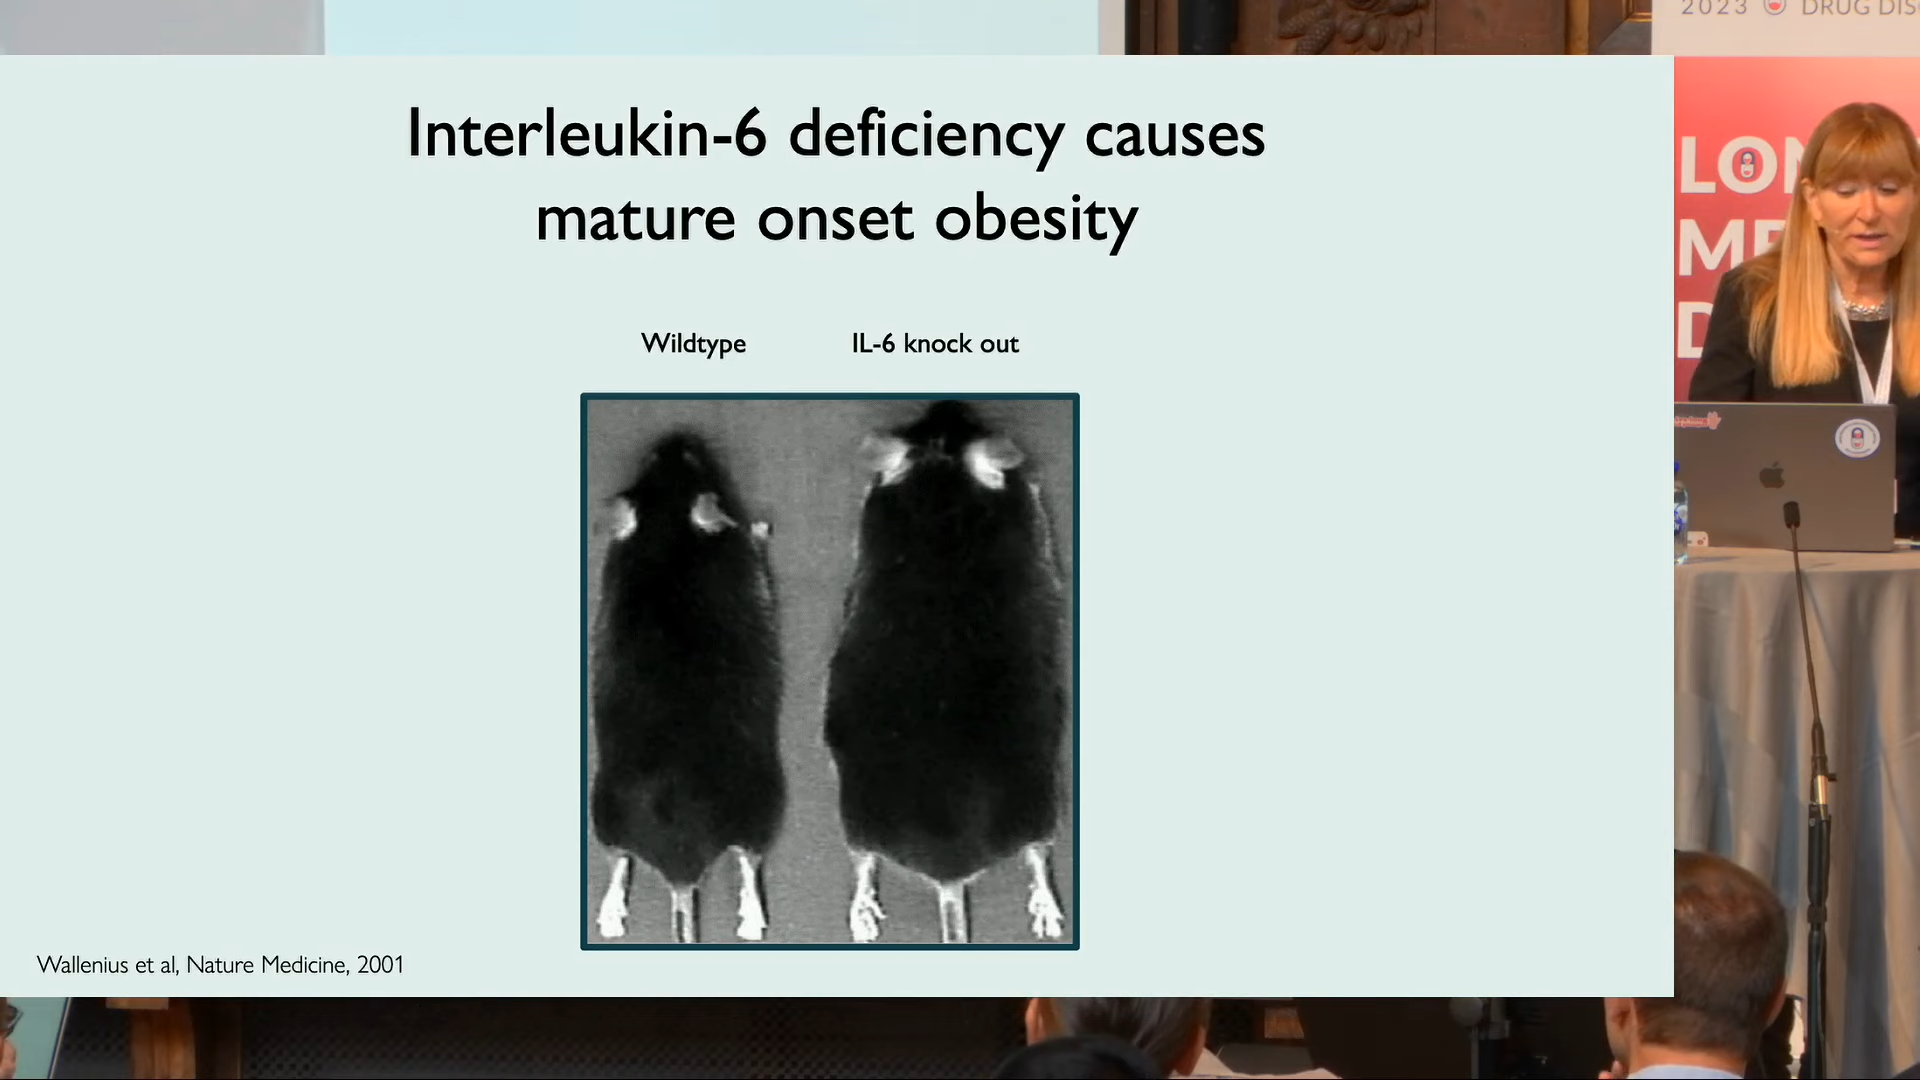 2023 DRUG DIS
Interleukin-6 deficiency causes
mature onset obesity
Wildtype
IL-6 knock out
Wallenius et al, Nature Medicine, 2001
LON
ME
D